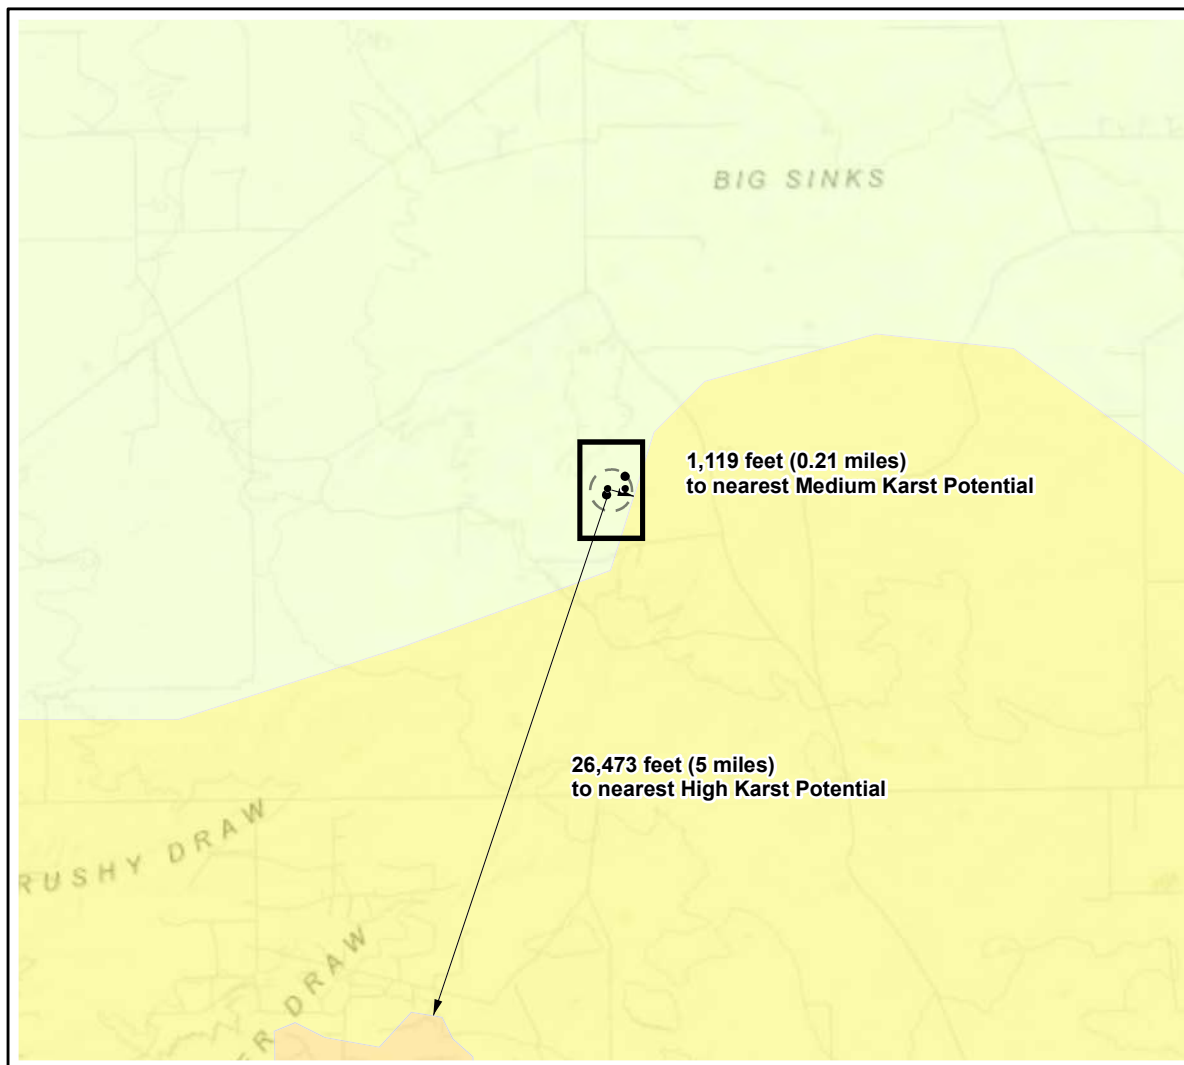 BIG SINKS
1,119 feet (0.21 miles)
to nearest Medium Karst Potential
26,473 feet (5 miles)
to nearest High Karst Potential
RUSHY DRAW
ER DRAW